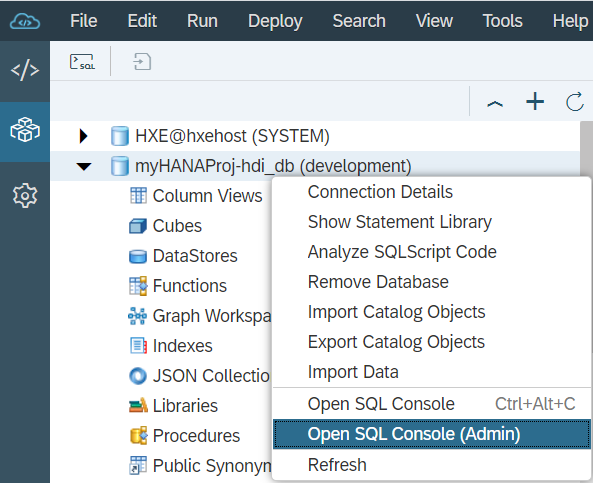 File Edit Run Deploy Search View Tools Help
SQL
HXE@hxehost (SYSTEM)
myHANAProj-hdi_db (development)
Column Views
Connection Details
Cubes
Show Statement Library
DataStores
Analyze SQLScript Code
Functions
Remove Database
Graph Workspa
Import Catalog Objects
Indexes
Export Catalog Objects
JSON Collectio
Import Data
Libraries
Open SQL Console Ctrl+Alt+C
Procedures
Open SQL Console (Admin)
Public Synonym
Refresh